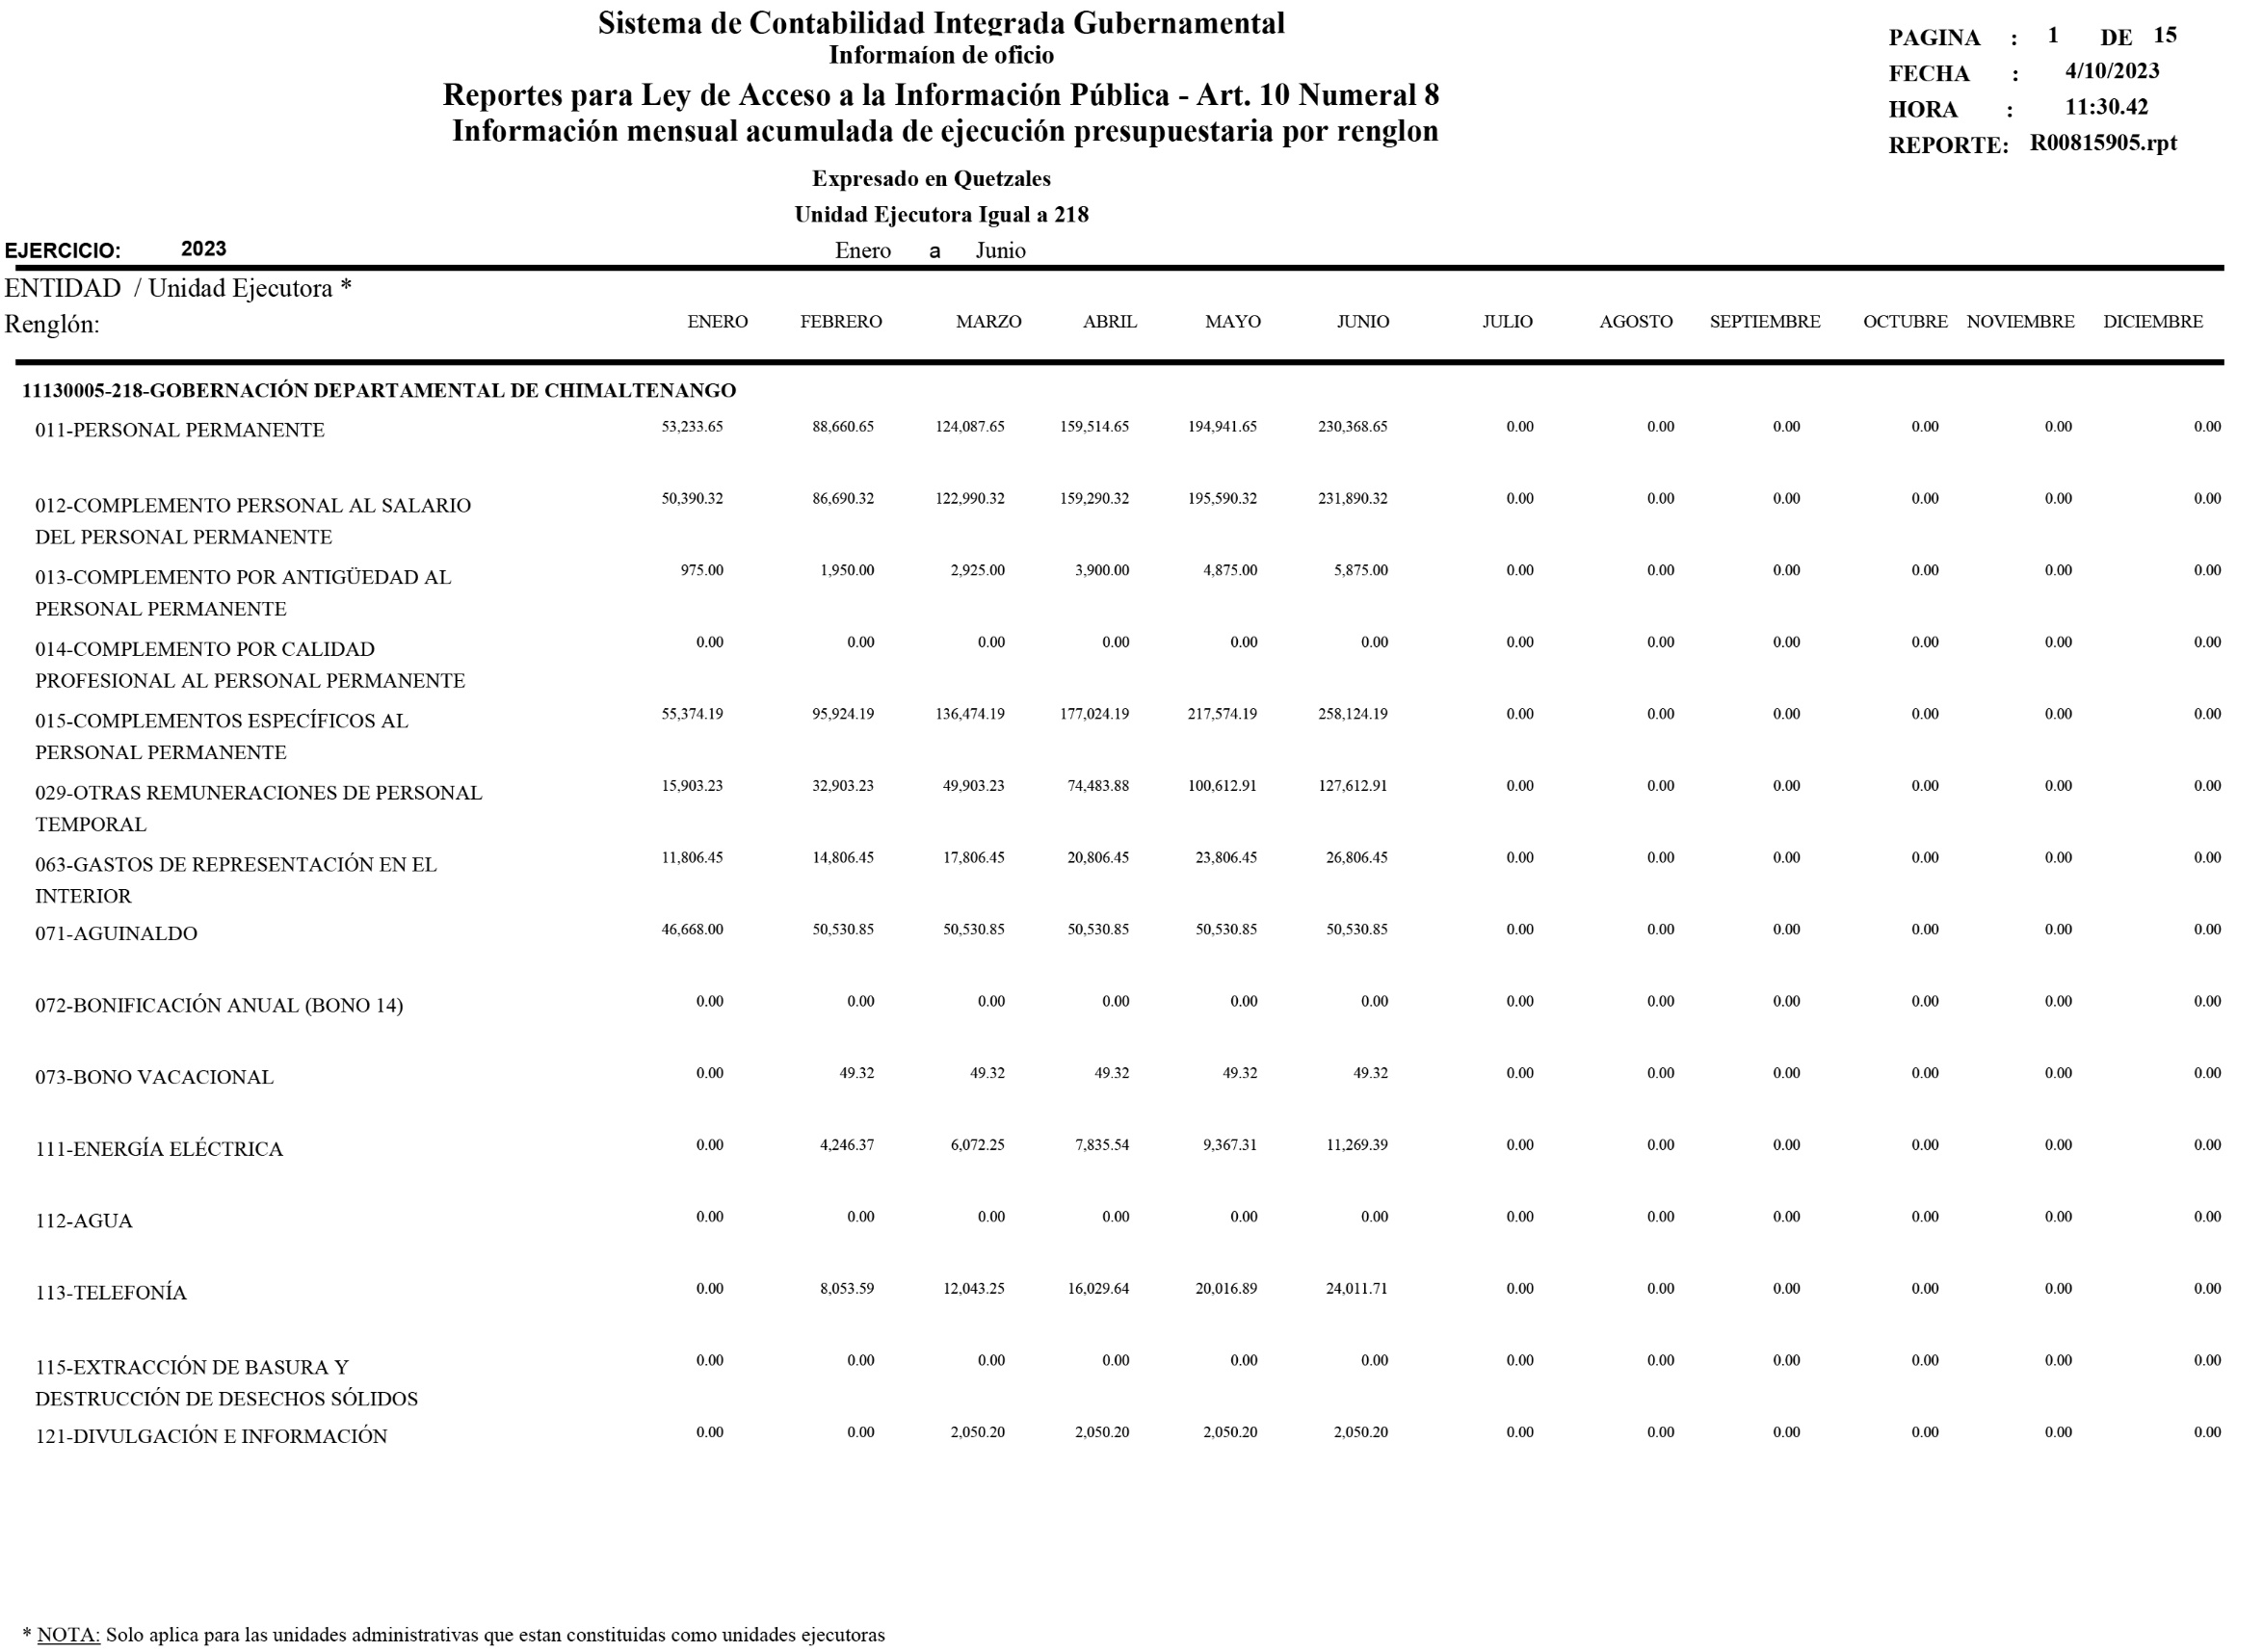 Sistema de Contabilidad Integrada Gubernamental
Informaíon de oficio
Reportes para Ley de Acceso a la Información Pública - Art. 10 Numeral 8
Información mensual acumulada de ejecución presupuestaria por renglon
Expresado en Quetzales
Unidad Ejecutora Igual a 218
PAGINA : 1 DE 15
FECHA : 4/10/2023
HORA : 11:30.42
REPORTE: R00815905.rpt
EJERCICIO: 2023 Enero a Junio
ENTIDAD / Unidad Ejecutora *
Renglón: ENERO FEBRERO MARZO ABRIL MAYO JUNIO JULIO AGOSTO SEPTIEMBRE OCTUBRE NOVIEMBRE DICIEMBRE
11130005-218-GOBERNACIÓN DEPARTAMENTAL DE CHIMALTENANGO
011-PERSONAL PERMANENTE 53,233.65 88,660.65 124,087.65 159,514.65 194,941.65 230,368.65 0.00 0.00 0.00 0.00 0.00 0.00
012-COMPLEMENTO PERSONAL AL SALARIO 50,390.32 86,690.32 122,990.32 159,290.32 195,590.32 231,890.32 0.00 0.00 0.00 0.00 0.00 0.00
DEL PERSONAL PERMANENTE
013-COMPLEMENTO POR ANTIGÜEDAD AL 975.00 1,950.00 2,925.00 3,900.00 4,875.00 5,875.00 0.00 0.00 0.00 0.00 0.00 0.00
PERSONAL PERMANENTE
014-COMPLEMENTO POR CALIDAD 0.00 0.00 0.00 0.00 0.00 0.00 0.00 0.00 0.00 0.00 0.00 0.00
PROFESIONAL AL PERSONAL PERMANENTE
015-COMPLEMENTOS ESPECÍFICOS AL 55,374.19 95,924.19 136,474.19 177,024.19 217,574.19 258,124.19 0.00 0.00 0.00 0.00 0.00 0.00
PERSONAL PERMANENTE
029-OTRAS REMUNERACIONES DE PERSONAL 15,903.23 32,903.23 49,903.23 74,483.88 100,612.91 127,612.91 0.00 0.00 0.00 0.00 0.00 0.00
TEMPORAL
063-GASTOS DE REPRESENTACIÓN EN EL 11,806.45 14,806.45 17,806.45 20,806.45 23,806.45 26,806.45 0.00 0.00 0.00 0.00 0.00 0.00
INTERIOR
071-AGUINALDO 46,668.00 50,530.85 50,530.85 50,530.85 50,530.85 50,530.85 0.00 0.00 0.00 0.00 0.00 0.00
072-BONIFICACIÓN ANUAL (BONO 14) 0.00 0.00 0.00 0.00 0.00 0.00 0.00 0.00 0.00 0.00 0.00 0.00
073-BONO VACACIONAL 0.00 49.32 49.32 49.32 49.32 49.32 0.00 0.00 0.00 0.00 0.00 0.00
111-ENERGÍA ELÉCTRICA 0.00 4,246.37 6,072.25 7,835.54 9,367.31 11,269.39 0.00 0.00 0.00 0.00 0.00 0.00
112-AGUA 0.00 0.00 0.00 0.00 0.00 0.00 0.00 0.00 0.00 0.00 0.00 0.00
113-TELEFONÍA 0.00 8,053.59 12,043.25 16,029.64 20,016.89 24,011.71 0.00 0.00 0.00 0.00 0.00 0.00
115-EXTRACCIÓN DE BASURA Y 0.00 0.00 0.00 0.00 0.00 0.00 0.00 0.00 0.00 0.00 0.00 0.00
DESTRUCCIÓN DE DESECHOS SÓLIDOS
121-DIVULGACIÓN E INFORMACIÓN 0.00 0.00 2,050.20 2,050.20 2,050.20 2,050.20 0.00 0.00 0.00 0.00 0.00 0.00
* NOTA: Solo aplica para las unidades administrativas que estan constituidas como unidades ejecutoras